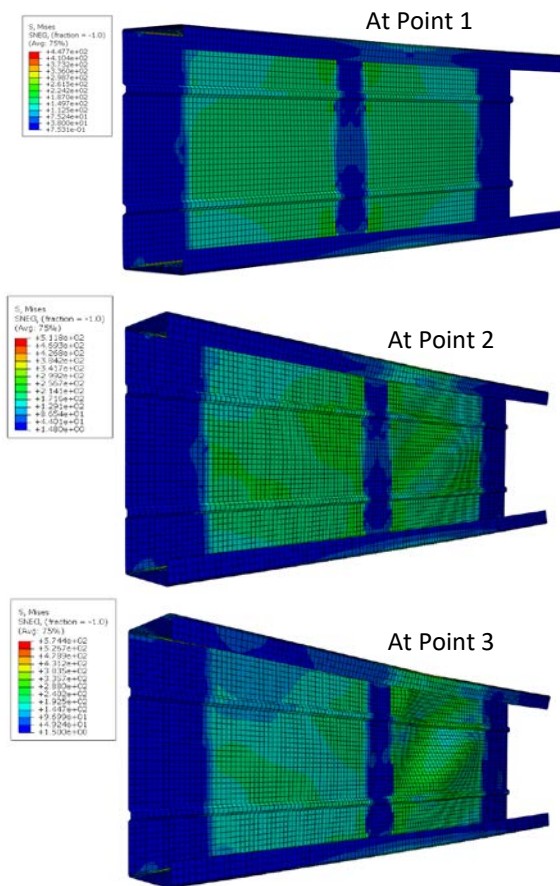 At Point 1
S, Mises
SNEG, (fraction = -1.0)
(Avg: 75%)
+4.477e+02
+4.104e+02
+3.732e+02
+3.360e+02
+2.987e+02
+2.615e+02
+2.242e+02
+1.870e+02
+1.497e+02
+1.125e+02
+7.524e+01
+3.800e+01
+7.531e-01
At Point 2
S, Mises
SNEG, (fraction = -1.0)
(Avg: 75%)
+5.118e+02
+4.693e+02
+4.268e+02
+3.842e+02
+3.417e+02
+2.992e+02
+2.567e+02
+2.141e+02
+1.716e+02
+1.291e+02
+8.654e+01
+4.401e+01
+1.480e+00
At Point 3
S, Mises
SNEG, (fraction = -1.0)
(Avg: 75%)
+5.744e+02
+5.267e+02
+4.789e+02
+4.312e+02
+3.835e+02
+3.357e+02
+2.880e+02
+2.402e+02
+1.925e+02
+1.447e+02
+9.699e+01
+4.924e+01
+1.500e+00